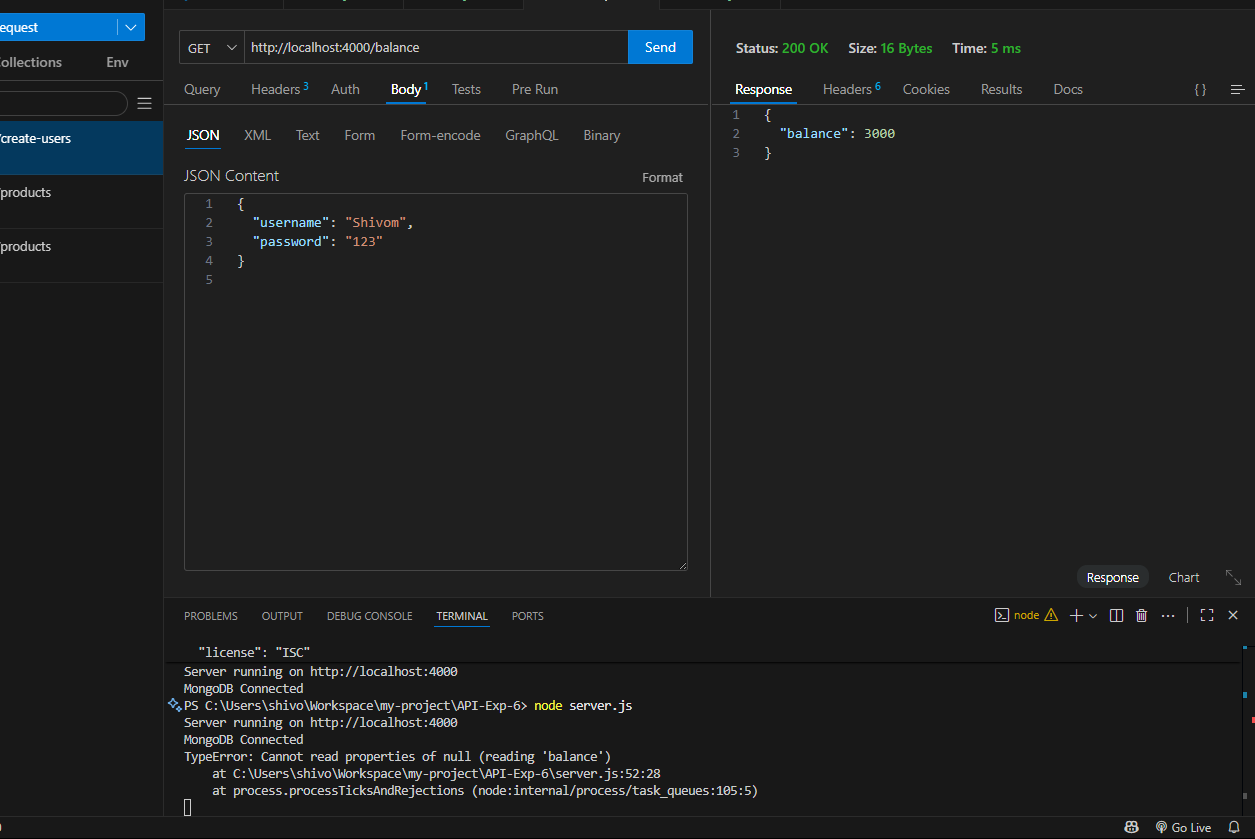 equest
ollections Env
/create-users
/products
/products
GET http://localhost:4000/balance Send
Query Headers 3 Auth Body 1 Tests Pre Run
JSON XML Text Form Form-encode GraphQL Binary
JSON Content Format
1 {
2 "username": "Shivom",
3 "password": "123"
4 }
5
Status: 200 OK Size: 16 Bytes Time: 5 ms
Response Headers 6 Cookies Results Docs { }
1 {
2 "balance": 3000
3 }
Response Chart
PROBLEMS OUTPUT DEBUG CONSOLE TERMINAL PORTS node
"license": "ISC"
Server running on http://localhost:4000
MongoDB Connected
PS C:\Users\shivo\Workspace\my-project\API-Exp-6> node server.js
Server running on http://localhost:4000
MongoDB Connected
TypeError: Cannot read properties of null (reading 'balance')
at C:\Users\shivo\Workspace\my-project\API-Exp-6\server.js:52:28
at process.processTicksAndRejections (node:internal/process/task_queues:105:5)
Go Live